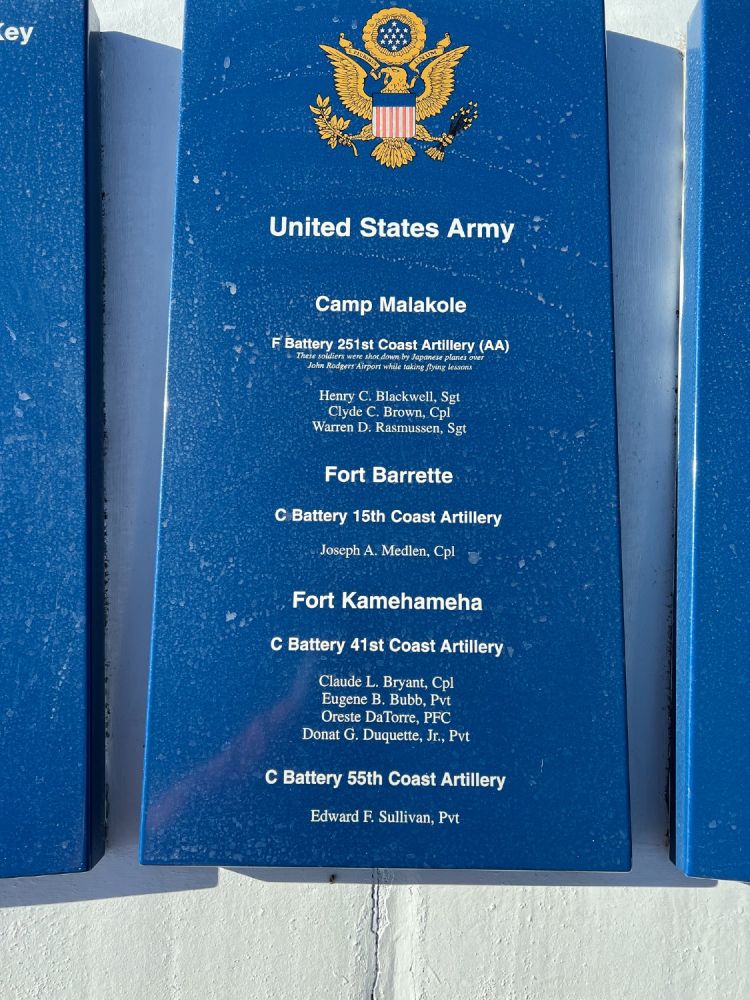 Key
United States Army
Camp Malakole
F Battery 251st Coast Artillery (AA)
These soldiers were shot down by Japanese planes over
John Rodgers Airport while taking flying lessons
Henry C. Blackwell, Sgt
Clyde C. Brown, Cpl
Warren D. Rasmussen, Sgt
Fort Barrette
C Battery 15th Coast Artillery
Joseph A. Medlen, Cpl
Fort Kamehameha
C Battery 41st Coast Artillery
Claude L. Bryant, Cpl
Eugene B. Bubb, Pvt
Oreste DaTorre, PFC
Donat G. Duquette, Jr., Pvt
C Battery 55th Coast Artillery
Edward F. Sullivan, Pvt